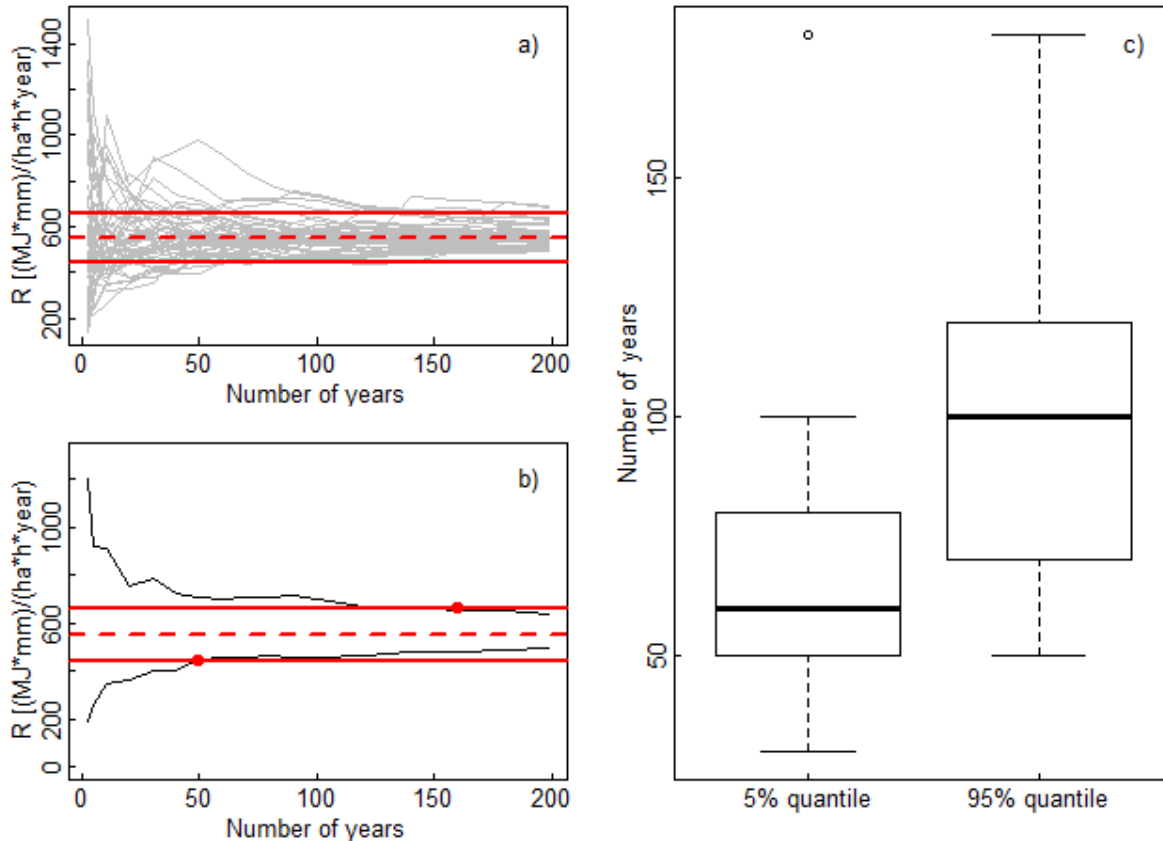 a)
R [(MJ*mm)/(ha*h*year)
200
600
1000
1400
0 50 100 150 200
Number of years
b)
R [(MJ*mm)/(ha*h*year)
0
200
600
1000
0 50 100 150 200
Number of years
c)
Number of years
50
100
150
5% quantile 95% quantile